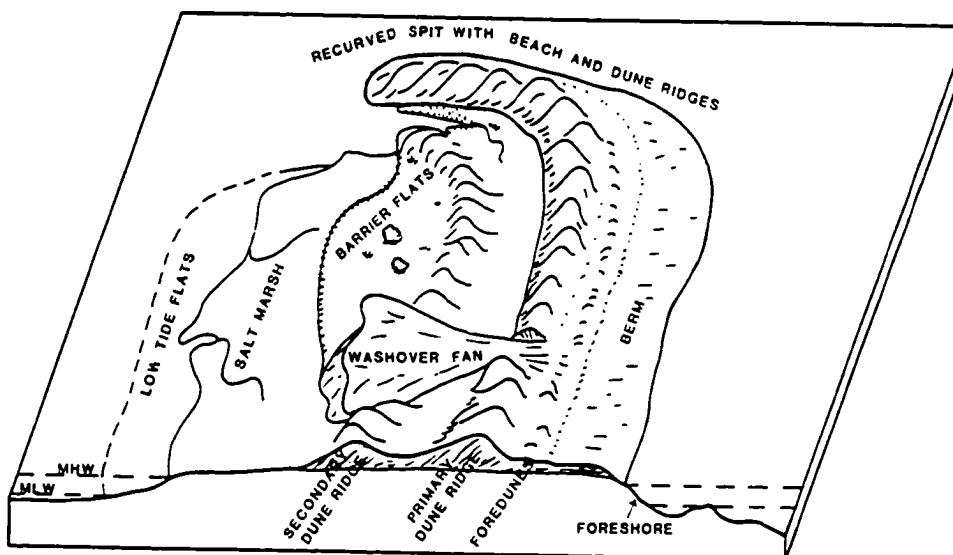 RECURVED SPIT WITH BEACH AND DUNE RIDGES
BARRIER FLATS
LOW TIDE FLATS
SALT MARSH
BERM
WASHOVER FAN
MHW
MLW
SECONDARY
DUNE RIDGE
PRIMARY
DUNE RIDGE
FOREDUNES
FORESHORE